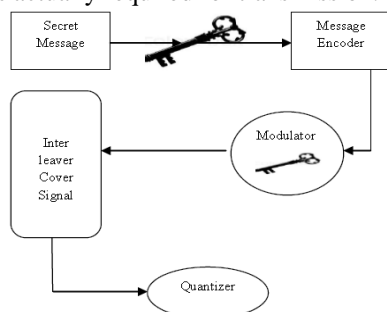 Secret
Message
Message
Encoder
Modulator
Inter
leaver
Cover
Signal
Quantizer